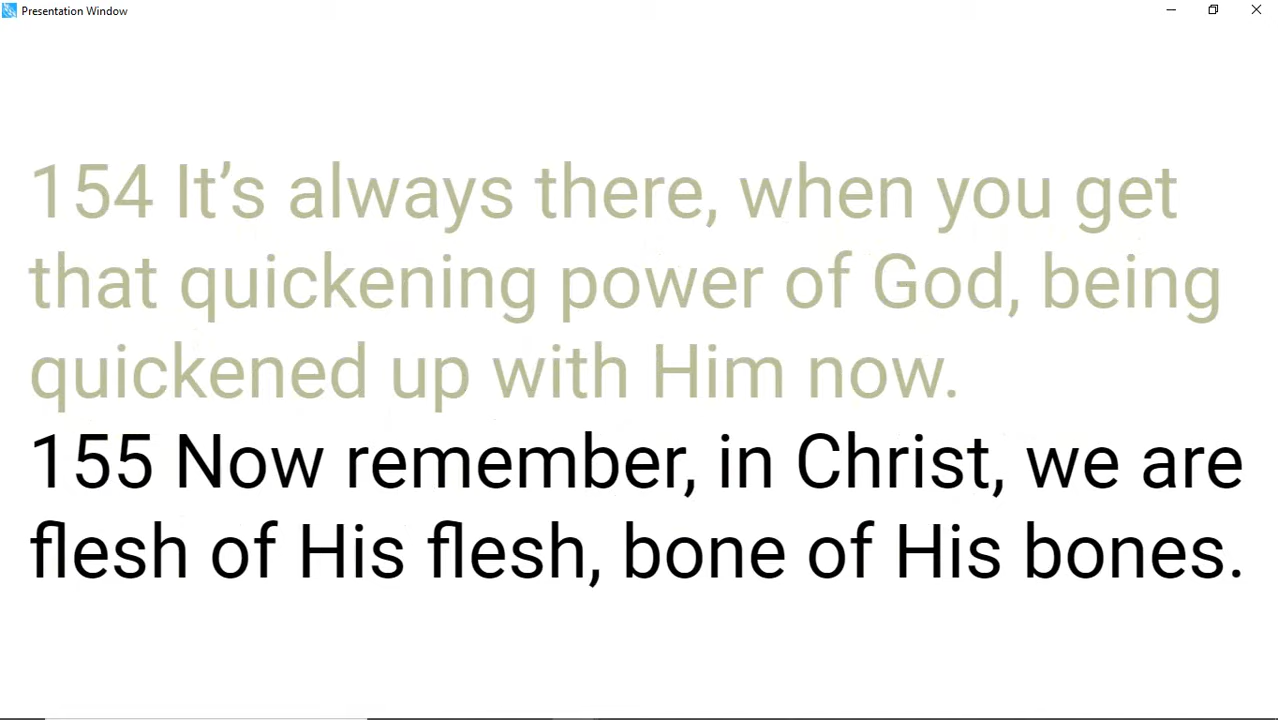 Presentation Window
154 It’s always there, when you get
that quickening power of God, being
quickened up with Him now.
155 Now remember, in Christ, we are
flesh of His flesh, bone of His bones.